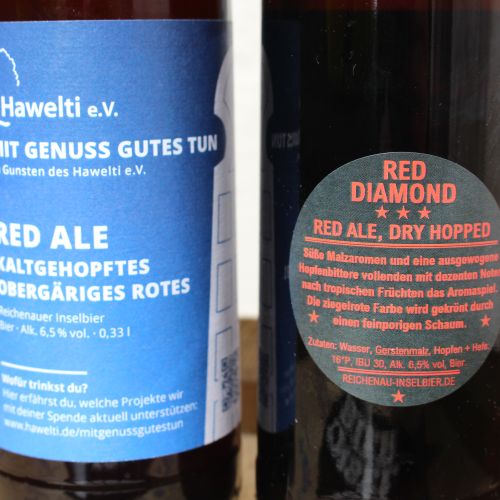 Hawelti e.V.
MIT GENUSS GUTES TUN
Gunsten des Hawelti e.V.
RED ALE
KALTGEHOPFTES
OBERGÄRIGES ROTES
Reichenauer Inselbier
Bier · Alk. 6,5 % vol. · 0,33 l
Wofür trinkst du?
Hier erfährst du, welche Projekte wir
mit deiner Spende aktuell unterstützen:
www.hawelti.de/mitgenussgutestun
RED
DIAMOND
RED ALE, DRY HOPPED
Süße Malzaromen und eine ausgewogene
Hopfenbittere vollenden mit dezenten Noten
nach tropischen Früchten das Aromaspiel.
Die ziegelrote Farbe wird gekrönt durch
einen feinporigen Schaum.
Zutaten: Wasser, Gerstenmalz, Hopfen + Hefe.
16°P, IBU 30, Alk. 6,5% vol, Bier
REICHENAU-INSELBIER.DE